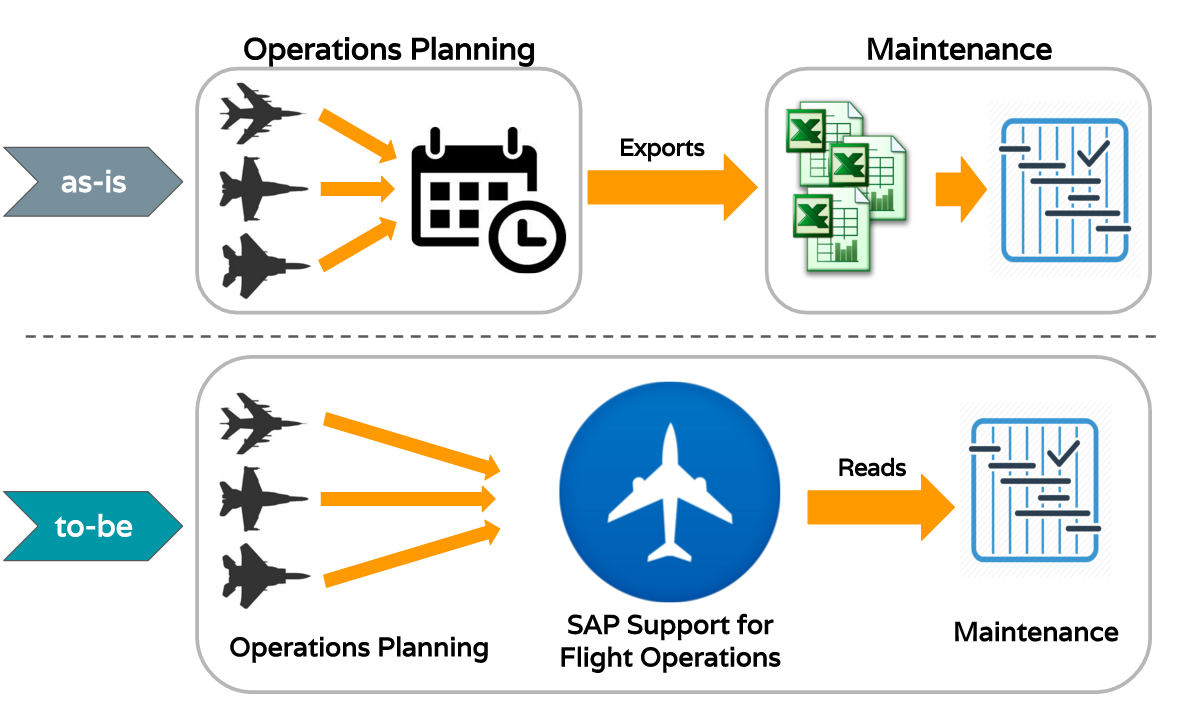 Operations Planning
Maintenance
as-is
Exports
X
X
X
to-be
Reads
Operations Planning
SAP Support for
Flight Operations
Maintenance